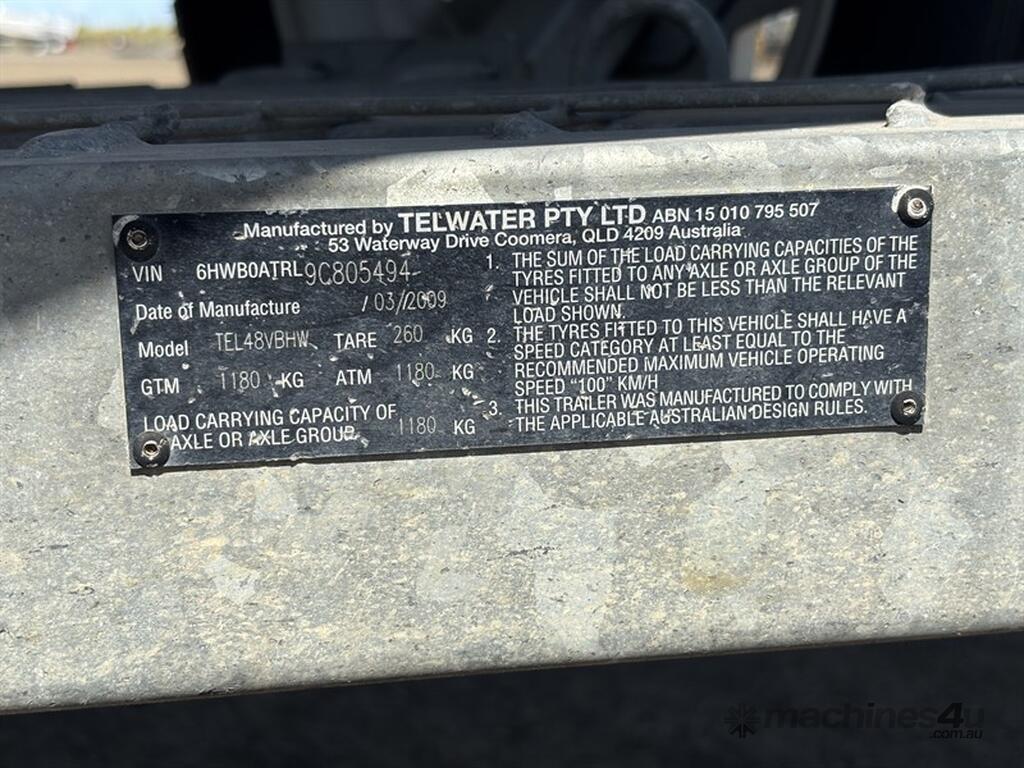 Manufactured by TELWATER PTY LTD ABN 15 010 795 507
53 Waterway Drive Coomera, QLD 4209 Australia
VIN 6HWB0ATRL9C805494
Date of Manufacture /03/2009
Model TEL48VBHW TARE 260 KG
GTM 1180 KG ATM 1180 KG
LOAD CARRYING CAPACITY OF
AXLE OR AXLE GROUP 1180 KG
1. THE SUM OF THE LOAD CARRYING CAPACITIES OF THE
TYRES FITTED TO ANY AXLE OR AXLE GROUP OF THE
VEHICLE SHALL NOT BE LESS THAN THE RELEVANT
LOAD SHOWN.
2. THE TYRES FITTED TO THIS VEHICLE SHALL HAVE A
SPEED CATEGORY AT LEAST EQUAL TO THE
RECOMMENDED MAXIMUM VEHICLE OPERATING
SPEED "100" KM/H
3. THIS TRAILER WAS MANUFACTURED TO COMPLY WITH
THE APPLICABLE AUSTRALIAN DESIGN RULES.
machines4u
.com.au